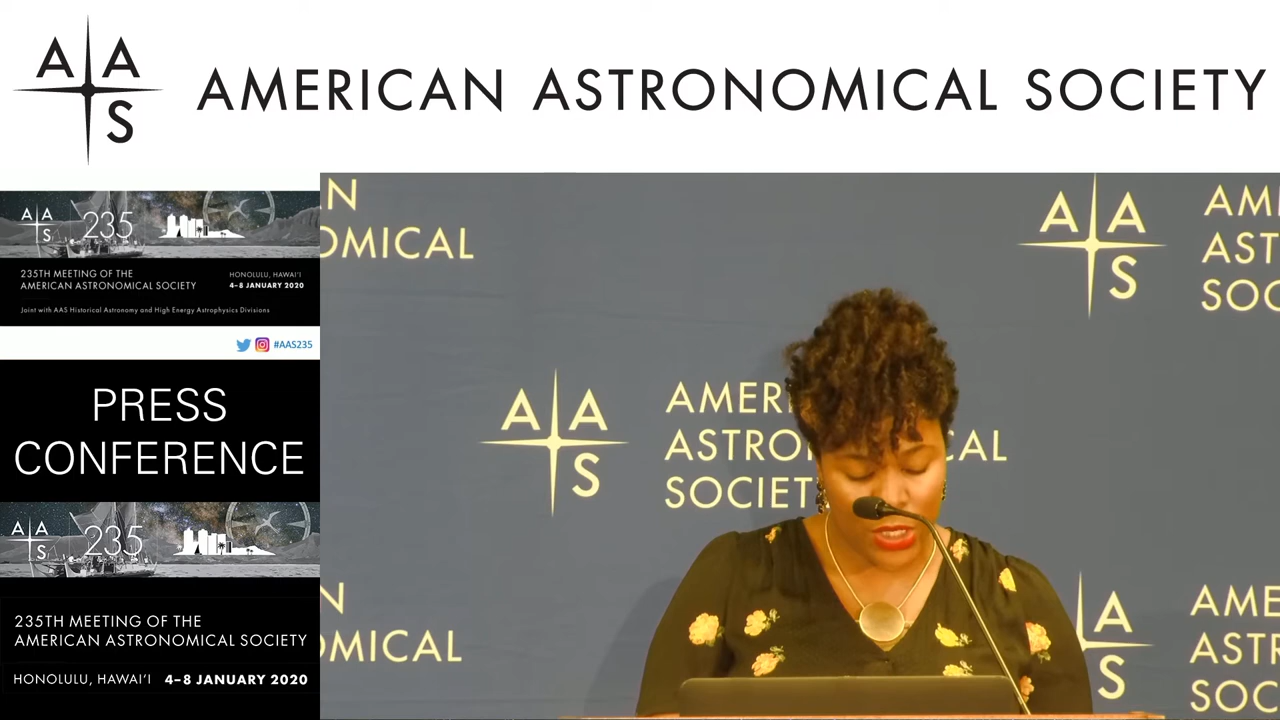 A A
S
AMERICAN ASTRONOMICAL SOCIETY
A A
S
235
235TH MEETING OF THE
AMERICAN ASTRONOMICAL SOCIETY
HONOLULU, HAWAI‘I
4–8 JANUARY 2020
Joint with AAS Historical Astronomy and High Energy Astrophysics Divisions
#AAS235
PRESS
CONFERENCE
A A
S
235
235TH MEETING OF THE
AMERICAN ASTRONOMICAL SOCIETY
HONOLULU, HAWAI‘I 4–8 JANUARY 2020
N
OMICAL
A A
S
AM
AST
SOC
A A
S
AMER
ASTRO CAL
SOCIET
N
OMICAL
A
S
AME
ASTR
SOC